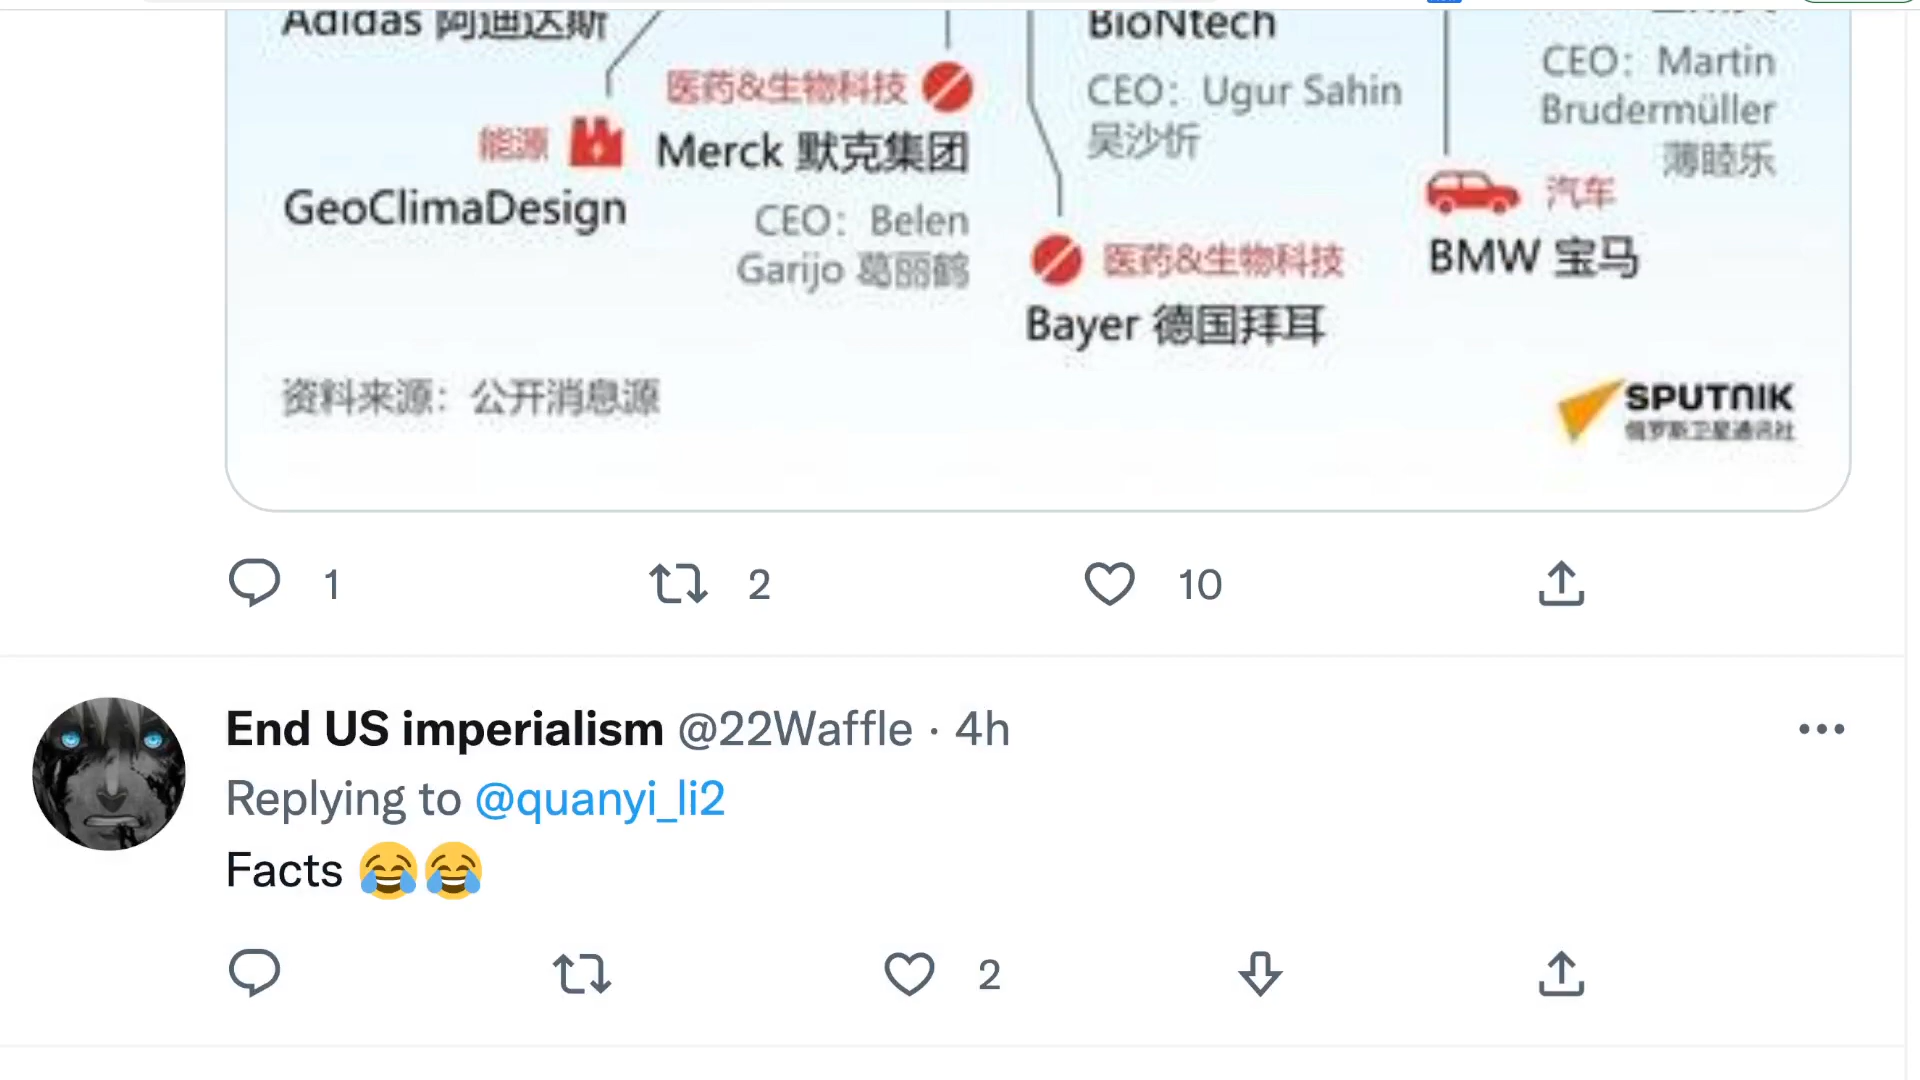 Adidas 阿迪达斯
BioNtech
CEO：Martin
Brudermüller
薄睦乐
医药&生物科技
CEO：Ugur Sahin
吴沙忻
能源
Merck 默克集团
汽车
GeoClimaDesign
CEO：Belen
Garijo 葛丽鹤
BMW 宝马
医药&生物科技
Bayer 德国拜耳
资料来源：公开消息源
SPUTNIK
俄罗斯卫星通讯社
1
2
10
End US imperialism @22Waffle · 4h
Replying to @quanyi_li2
Facts 😂😂
2